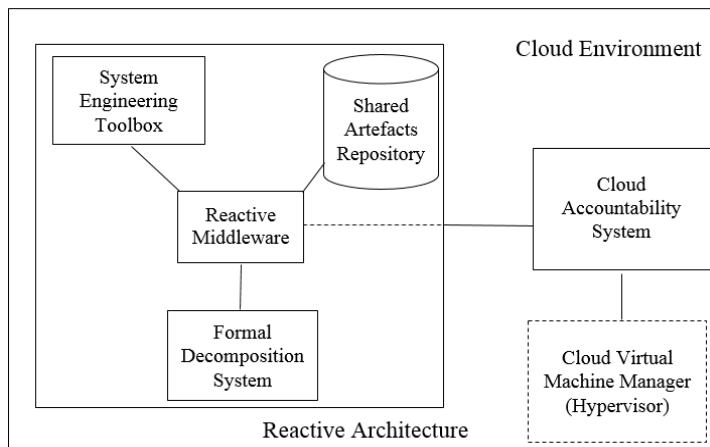 Cloud Environment
System
Engineering
Toolbox
Shared
Artefacts
Repository
Reactive
Middleware
Cloud
Accountability
System
Formal
Decomposition
System
Cloud Virtual
Machine Manager
(Hypervisor)
Reactive Architecture